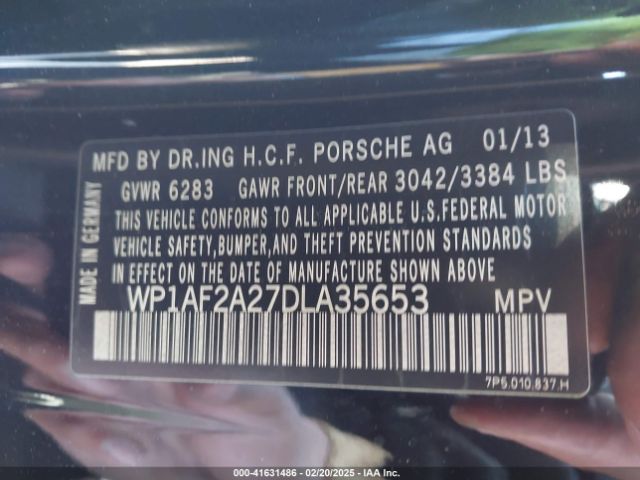 MFD BY DR.ING H.C.F. PORSCHE AG 01/13
GVWR 6283 GAWR FRONT/REAR 3042/3384 LBS
THIS VEHICLE CONFORMS TO ALL APPLICABLE U.S.FEDERAL MOTOR
VEHICLE SAFETY,BUMPER,AND THEFT PREVENTION STANDARDS
IN EFFECT ON THE DATE OF MANUFACTURE SHOWN ABOVE
WP1AF2A27DLA35653 MPV
MADE IN GERMANY
7P5.010.837.H
000-41631486 - 02/20/2025 - IAA Inc.